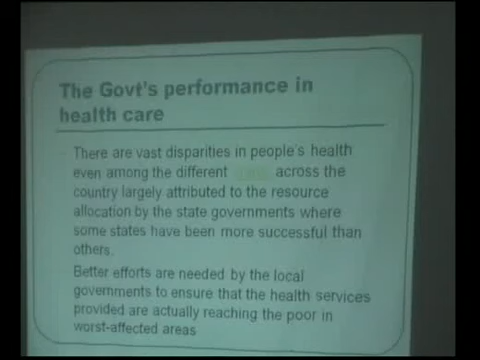 The Govt's performance in
health care
There are vast disparities in people's health
even among the different across the
country largely attributed to the resource
allocation by the state governments where
some states have been more successful than
others.
Better efforts are needed by the local
governments to ensure that the health services
provided are actually reaching the poor in
worst-affected areas